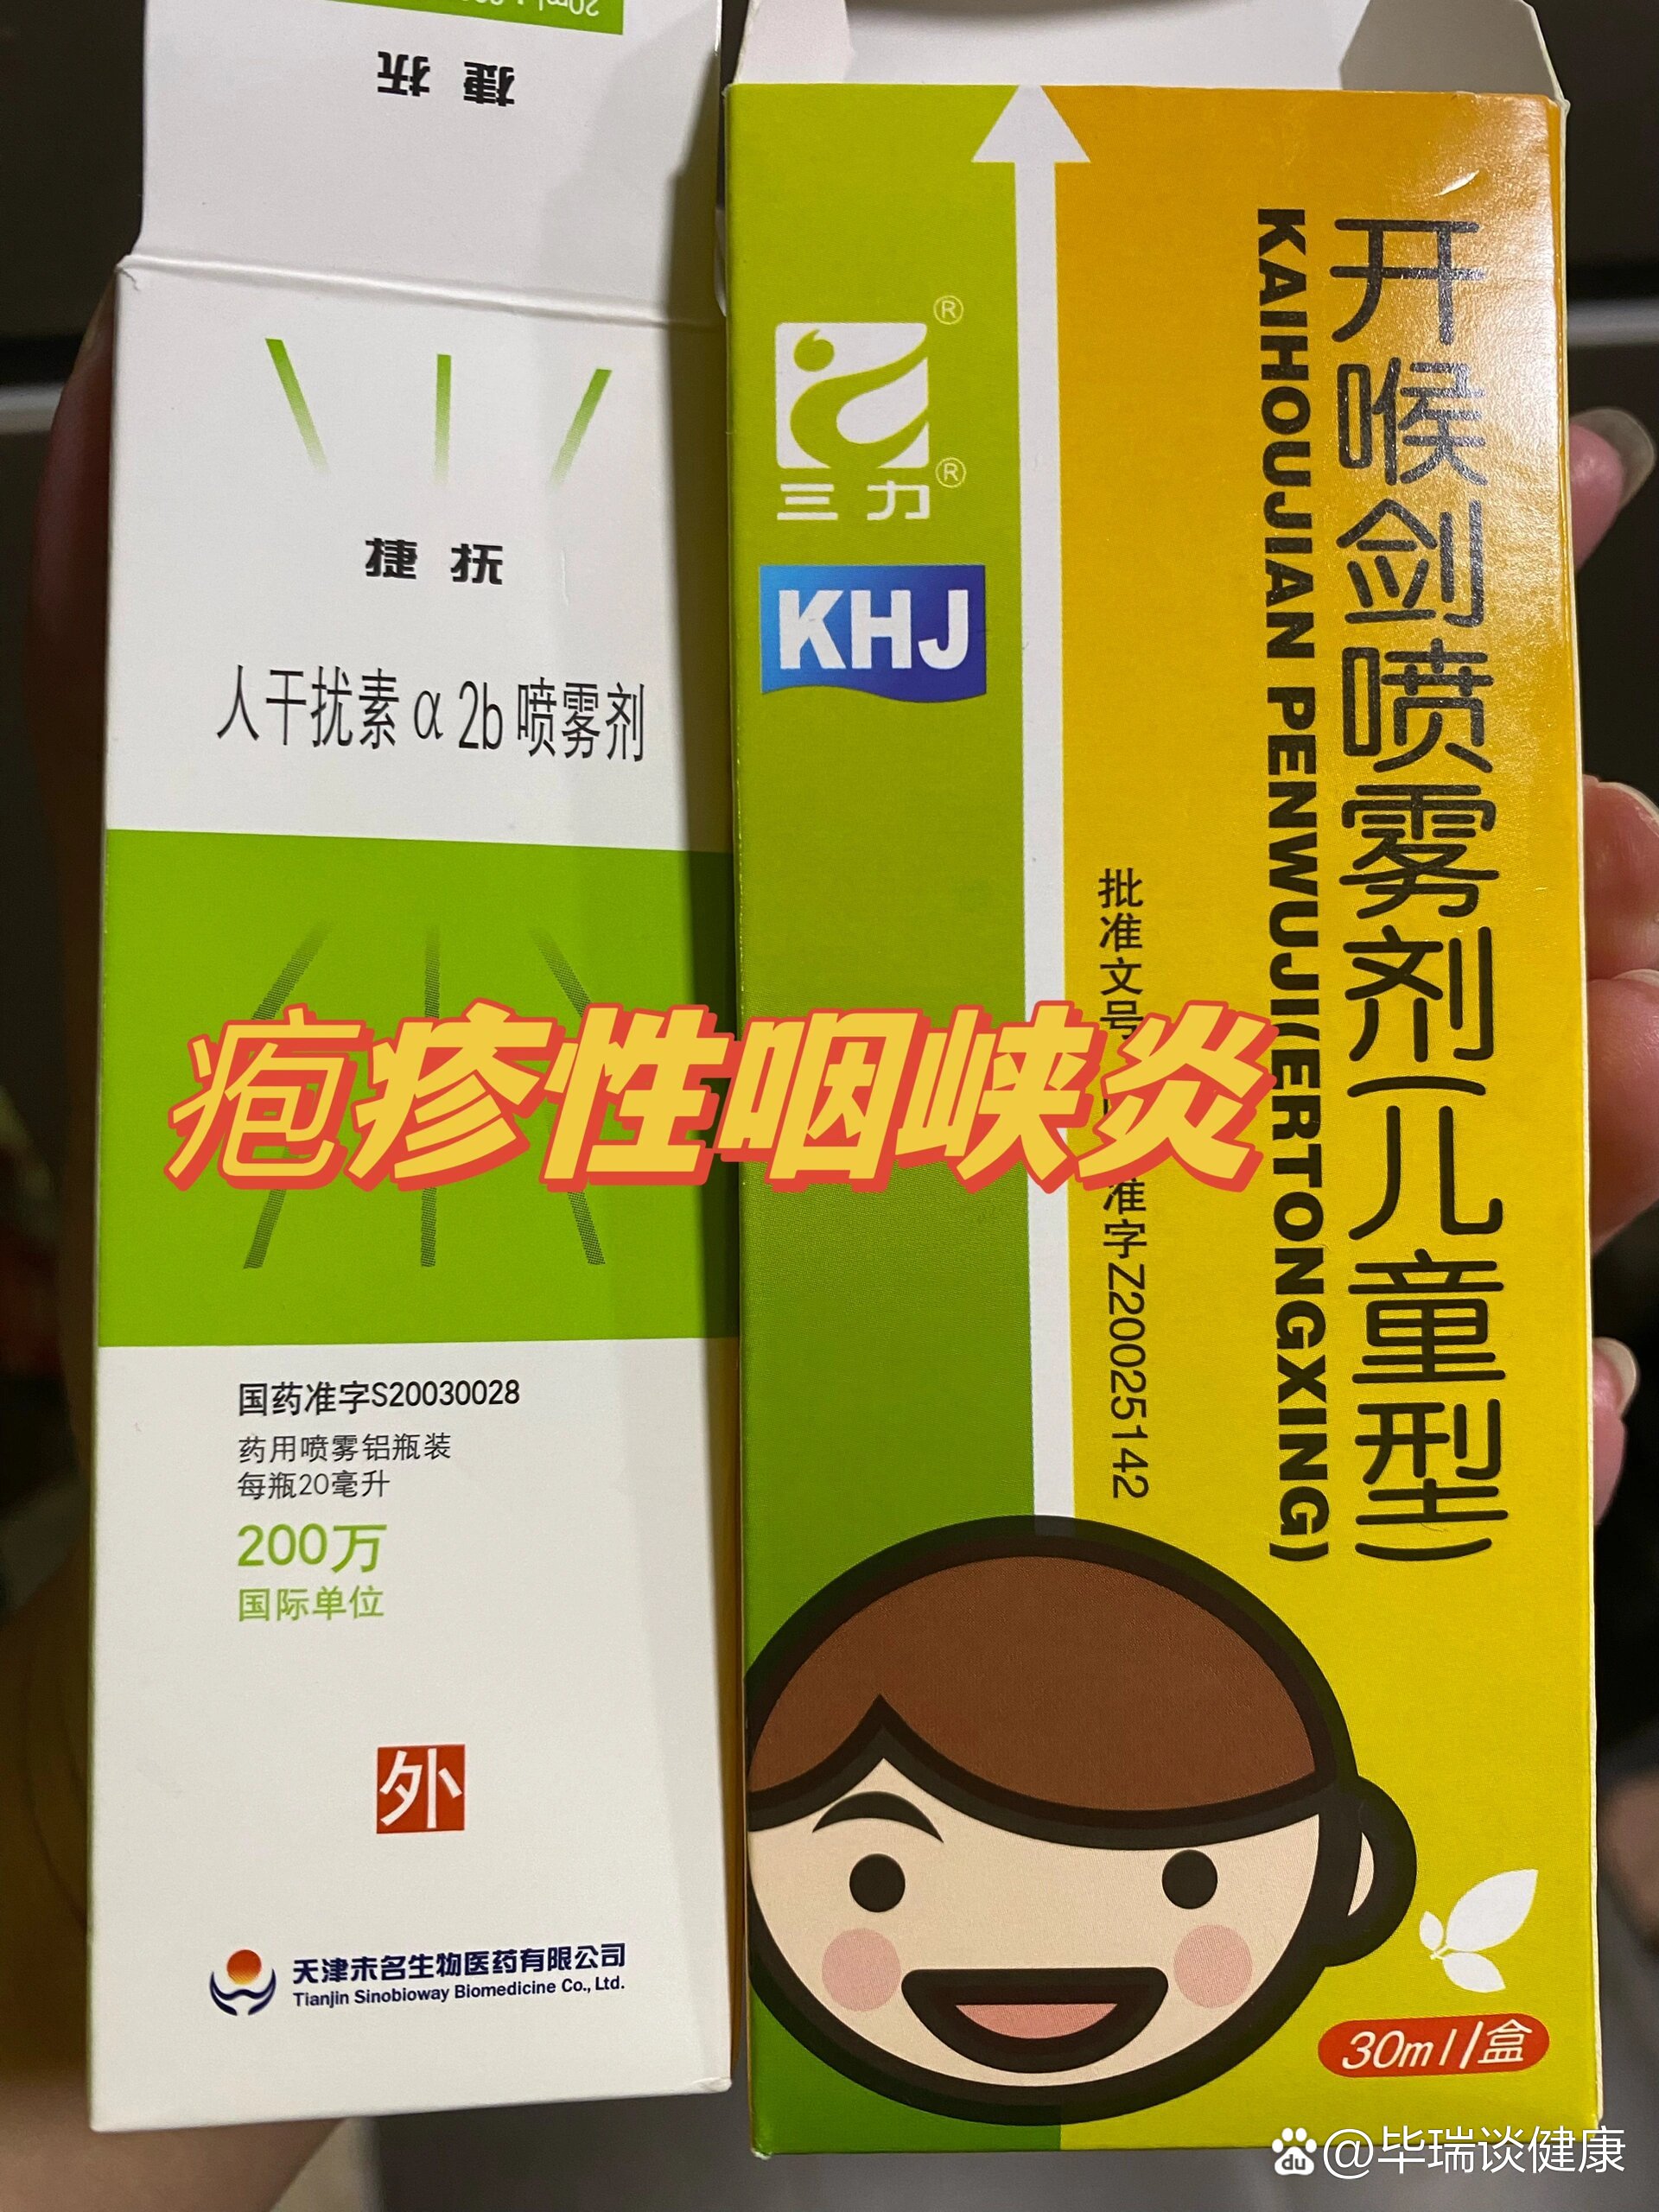 捷抚
捷抚
人干扰素α2b喷雾剂
国药准字S20030028
药用喷雾铝瓶装
每瓶20毫升
200万
国际单位
外
天津未名生物医药有限公司
Tianjin Sinobioway Biomedicine Co., Ltd.
®
三力®
KHJ
开喉剑喷雾剂(儿童型)
KAIHOUJIAN PENWUJI(ERTONGXING)
批准文号
准字Z20025142
30ml/盒
疱疹性咽峡炎
du @毕瑞谈健康